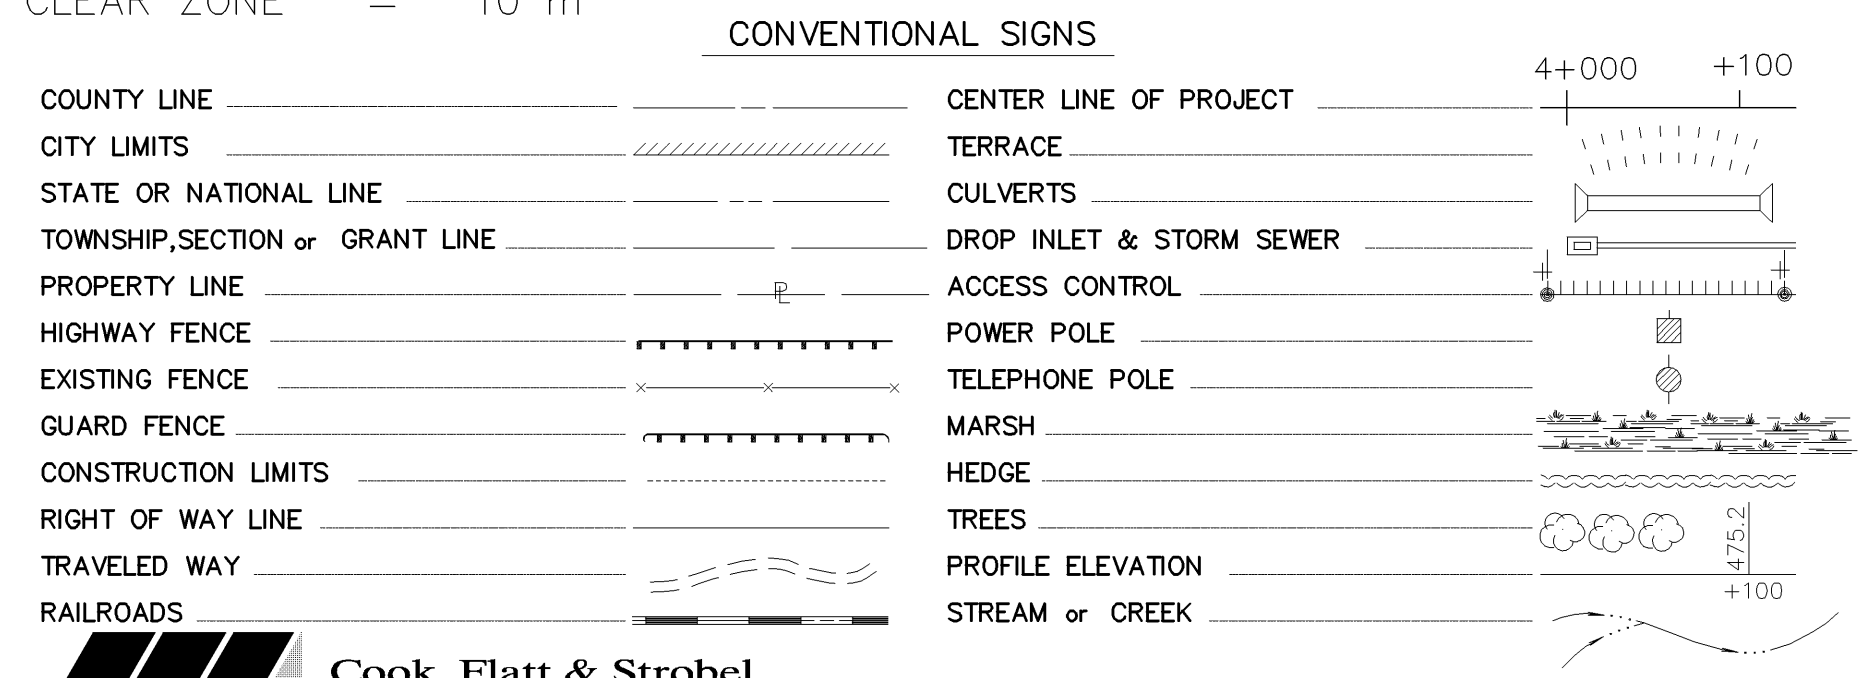 CLEAR ZONE = 10 m
CONVENTIONAL SIGNS
COUNTY LINE
CITY LIMITS
STATE OR NATIONAL LINE
TOWNSHIP,SECTION or GRANT LINE
PROPERTY LINE PL
HIGHWAY FENCE
EXISTING FENCE
GUARD FENCE
CONSTRUCTION LIMITS
RIGHT OF WAY LINE
TRAVELED WAY
RAILROADS
4+000 +100
CENTER LINE OF PROJECT
TERRACE
CULVERTS
DROP INLET & STORM SEWER
ACCESS CONTROL
POWER POLE
TELEPHONE POLE
MARSH
HEDGE
TREES
475.2
PROFILE ELEVATION
+100
STREAM or CREEK
Cook, Flatt & Strobel